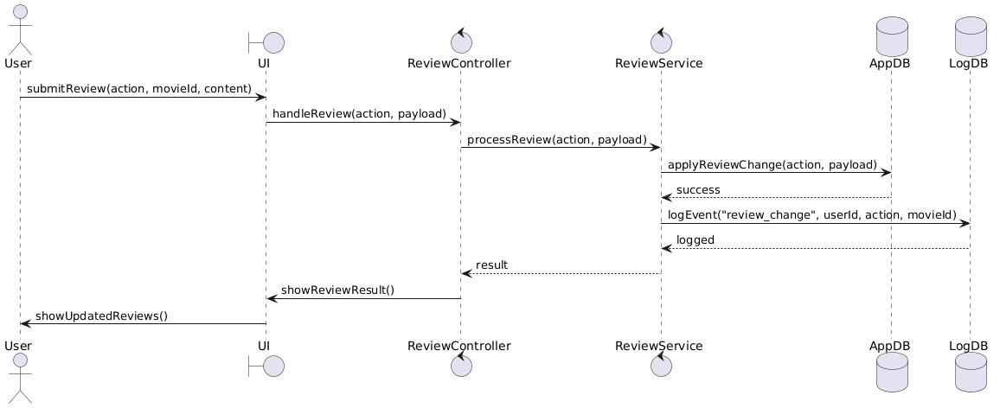 User
UI
ReviewController
ReviewService
AppDB
LogDB
submitReview(action, movieId, content)
handleReview(action, payload)
processReview(action, payload)
applyReviewChange(action, payload)
success
logEvent("review_change", userId, action, movieId)
logged
result
showReviewResult()
showUpdatedReviews()
User
UI
ReviewController
ReviewService
AppDB
LogDB